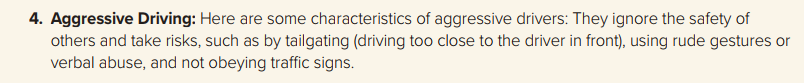 4. Aggressive Driving: Here are some characteristics of aggressive drivers: They ignore the safety of
others and take risks, such as by tailgating (driving too close to the driver in front), using rude gestures or
verbal abuse, and not obeying traffic signs.